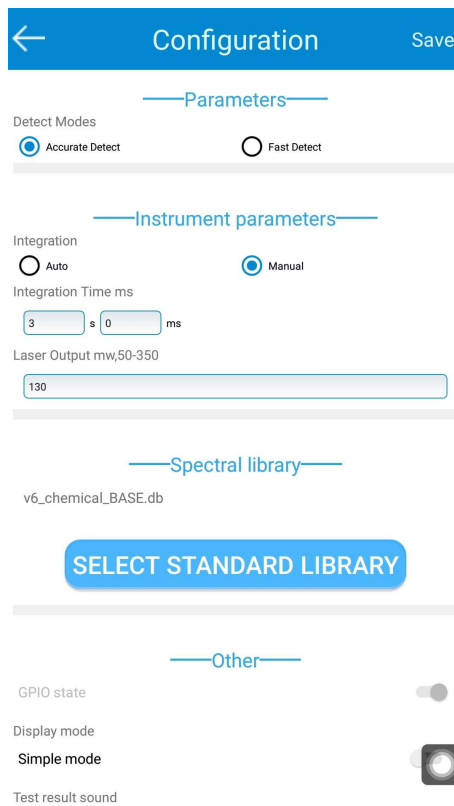 Configuration Save
Parameters
Detect Modes
Accurate Detect Fast Detect
Instrument parameters
Integration
Auto Manual
Integration Time ms
3 s 0 ms
Laser Output mw,50-350
130
Spectral library
v6_chemical_BASE.db
SELECT STANDARD LIBRARY
Other
GPIO state
Display mode
Simple mode
Test result sound